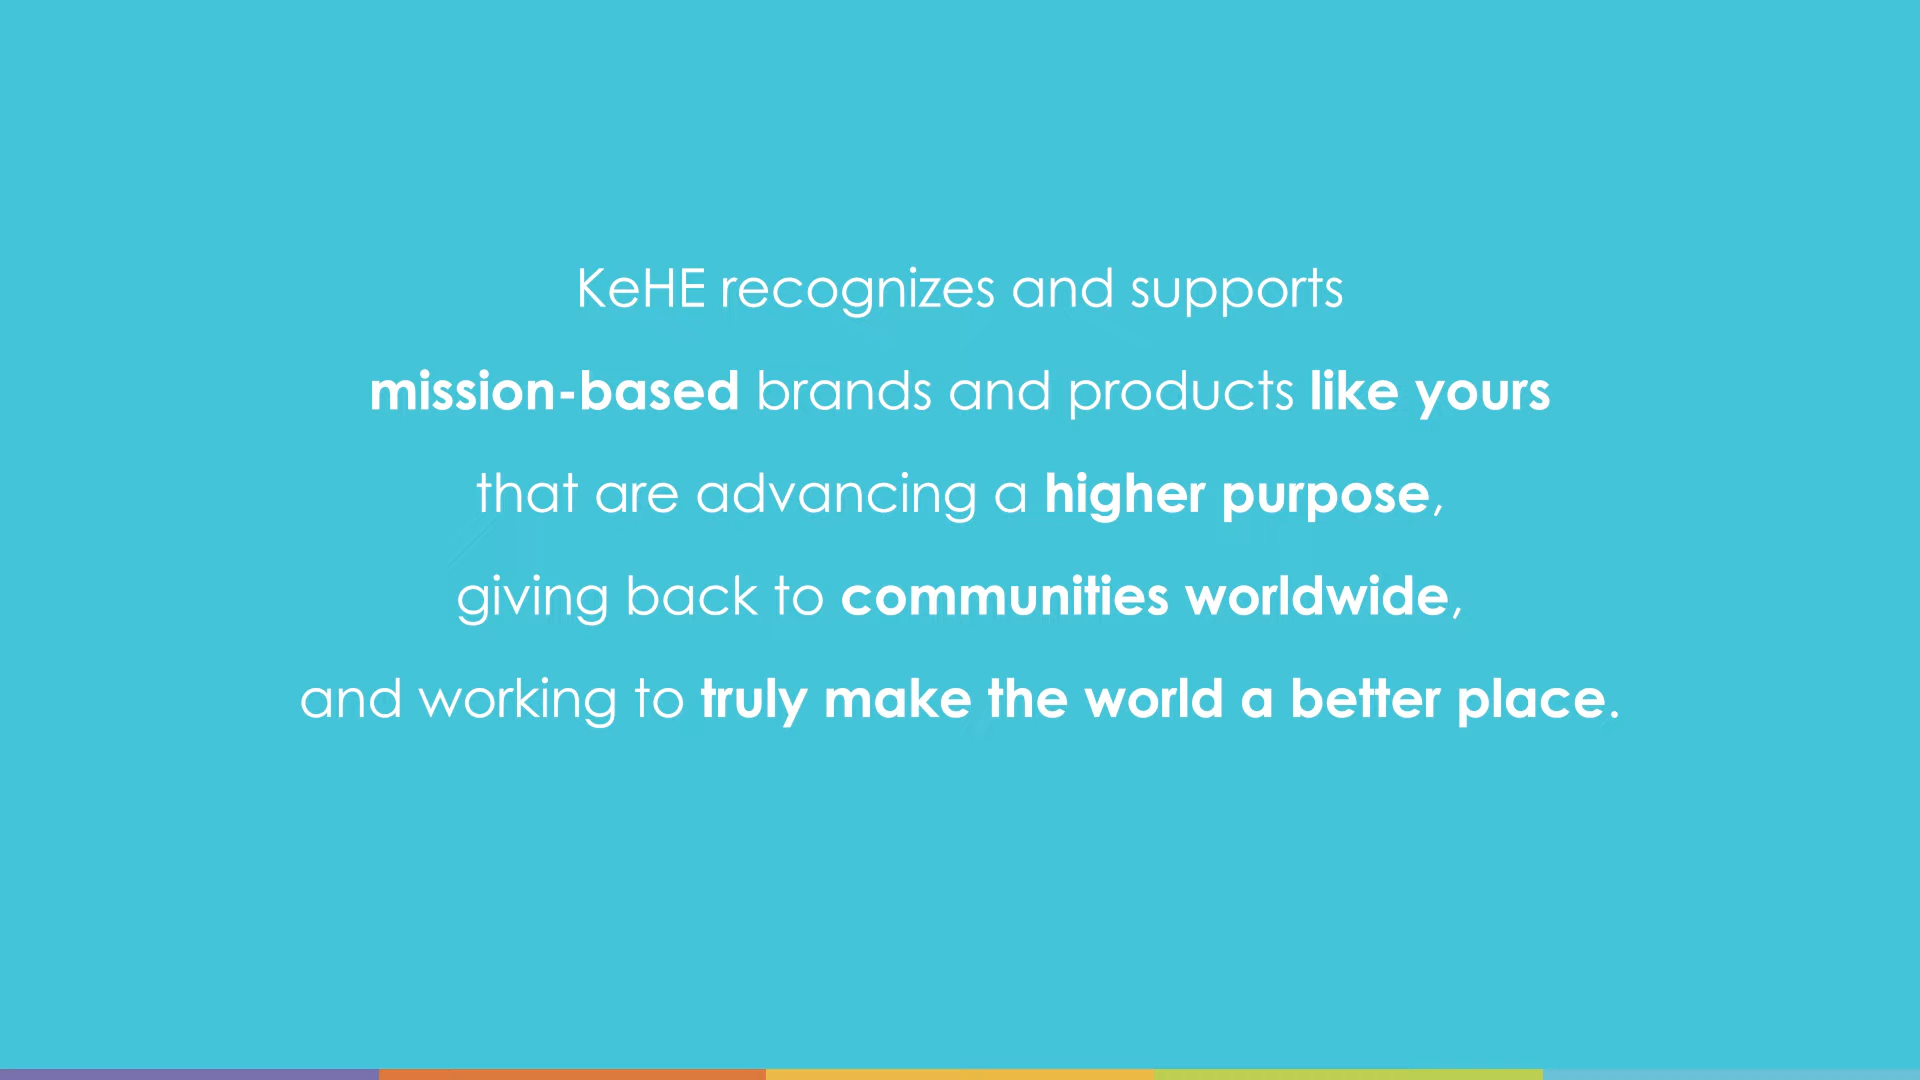 KeHE recognizes and supports
mission-based brands and products like yours
that are advancing a higher purpose,
giving back to communities worldwide,
and working to truly make the world a better place.